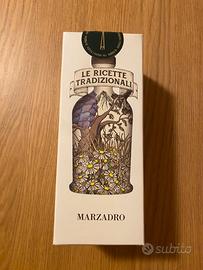 LE RICETTE
TRADIZIONALI
MARZADRO
subito